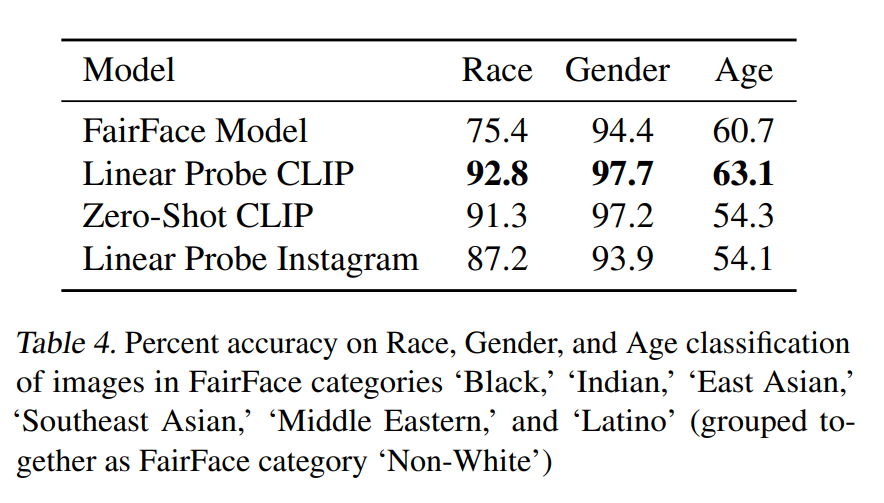 Model Race Gender Age
FairFace Model 75.4 94.4 60.7
Linear Probe CLIP 92.8 97.7 63.1
Zero-Shot CLIP 91.3 97.2 54.3
Linear Probe Instagram 87.2 93.9 54.1
Table 4. Percent accuracy on Race, Gender, and Age classification
of images in FairFace categories ‘Black,’ ‘Indian,’ ‘East Asian,’
‘Southeast Asian,’ ‘Middle Eastern,’ and ‘Latino’ (grouped to-
gether as FairFace category ‘Non-White’)